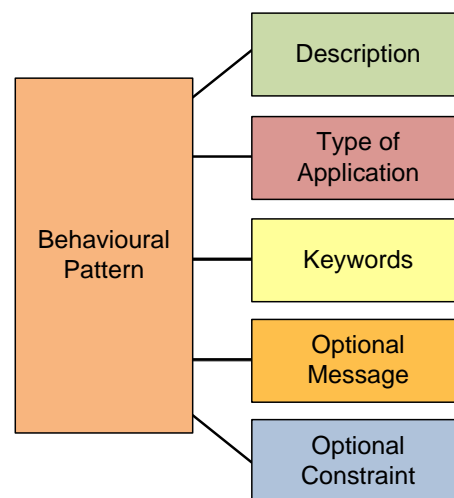 Behavioural
Pattern
Description
Type of
Application
Keywords
Optional
Message
Optional
Constraint